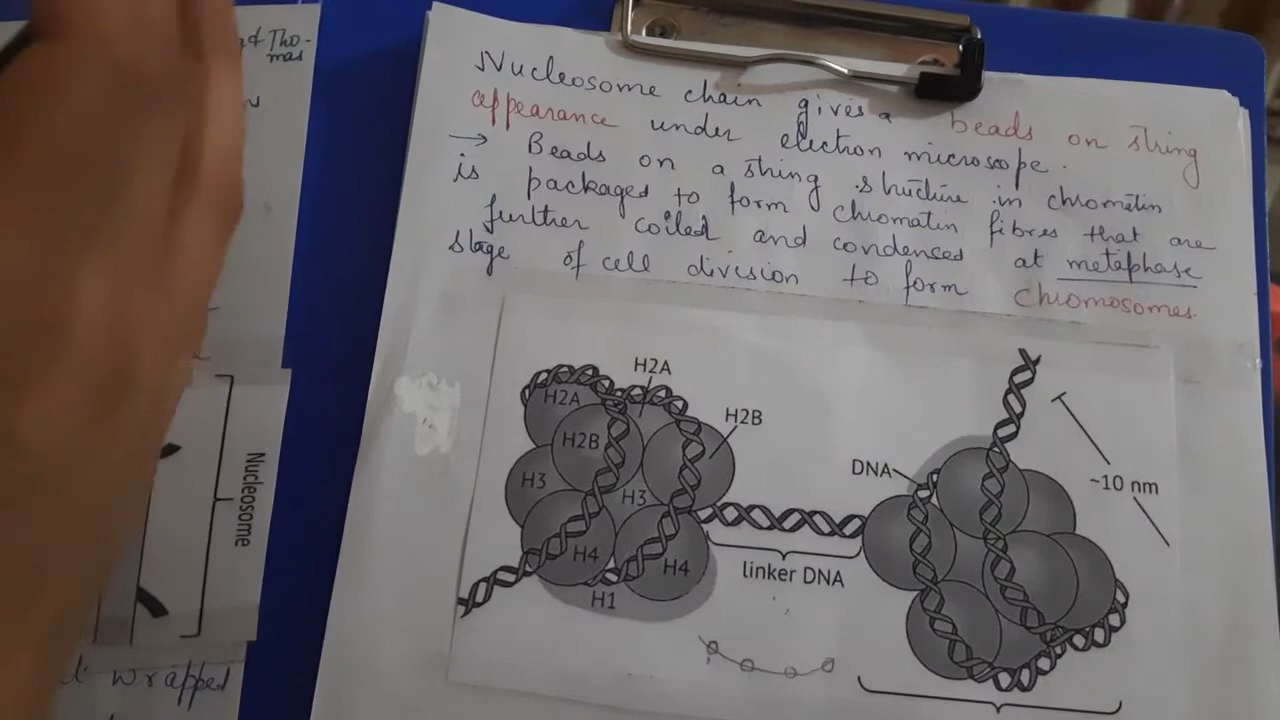 & Tho-
mas
Nucleosome chain gives a beads on string
appearance under electron microscope.
→ Beads on a string structure in chromatin
is packaged to form chromatin fibres that are
further coiled and condensed at metaphase
stage of cell division to form chromosomes.
H2A
H2A
H2B
H2B
H3
H3
H4
H4
H1
linker DNA
DNA
~10 nm
Nucleosome
wrapped